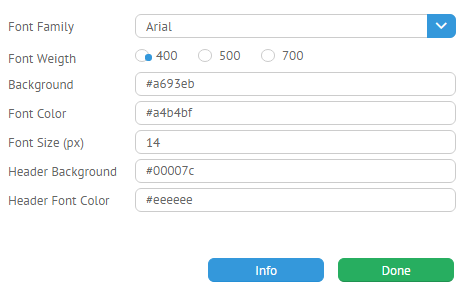 Font Family Arial
Font Weigth 400 500 700
Background #a693eb
Font Color #a4b4bf
Font Size (px) 14
Header Background #00007c
Header Font Color #eeeeee
Info Done